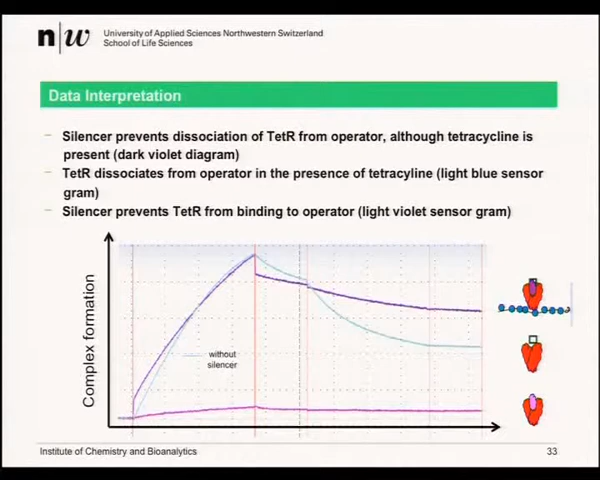 n|w University of Applied Sciences Northwestern Switzerland
School of Life Sciences
Data Interpretation
– Silencer prevents dissociation of TetR from operator, although tetracycline is
present (dark violet diagram)
– TetR dissociates from operator in the presence of tetracyline (light blue sensor
gram)
– Silencer prevents TetR from binding to operator (light violet sensor gram)
Complex formation
without
silencer
Institute of Chemistry and Bioanalytics 33